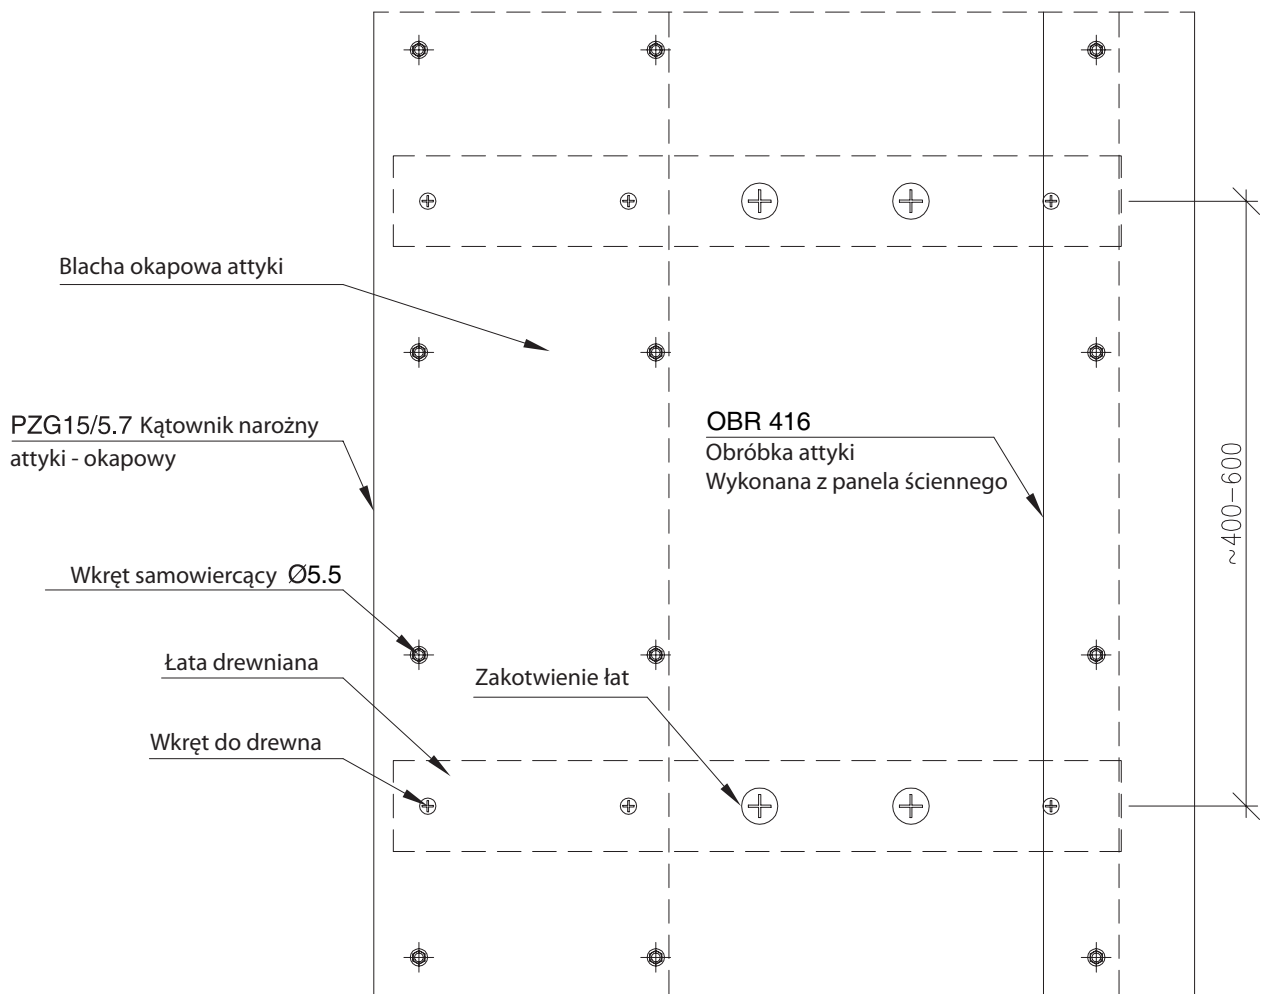 Blacha okapowa attyki
PZG15/5.7 Kątownik narożny
attyki - okapowy
OBR 416
Obróbka attyki
Wykonana z panela ściennego
~400-600
Wkręt samowiercący Ø5.5
Łata drewniana
Zakotwienie łat
Wkręt do drewna